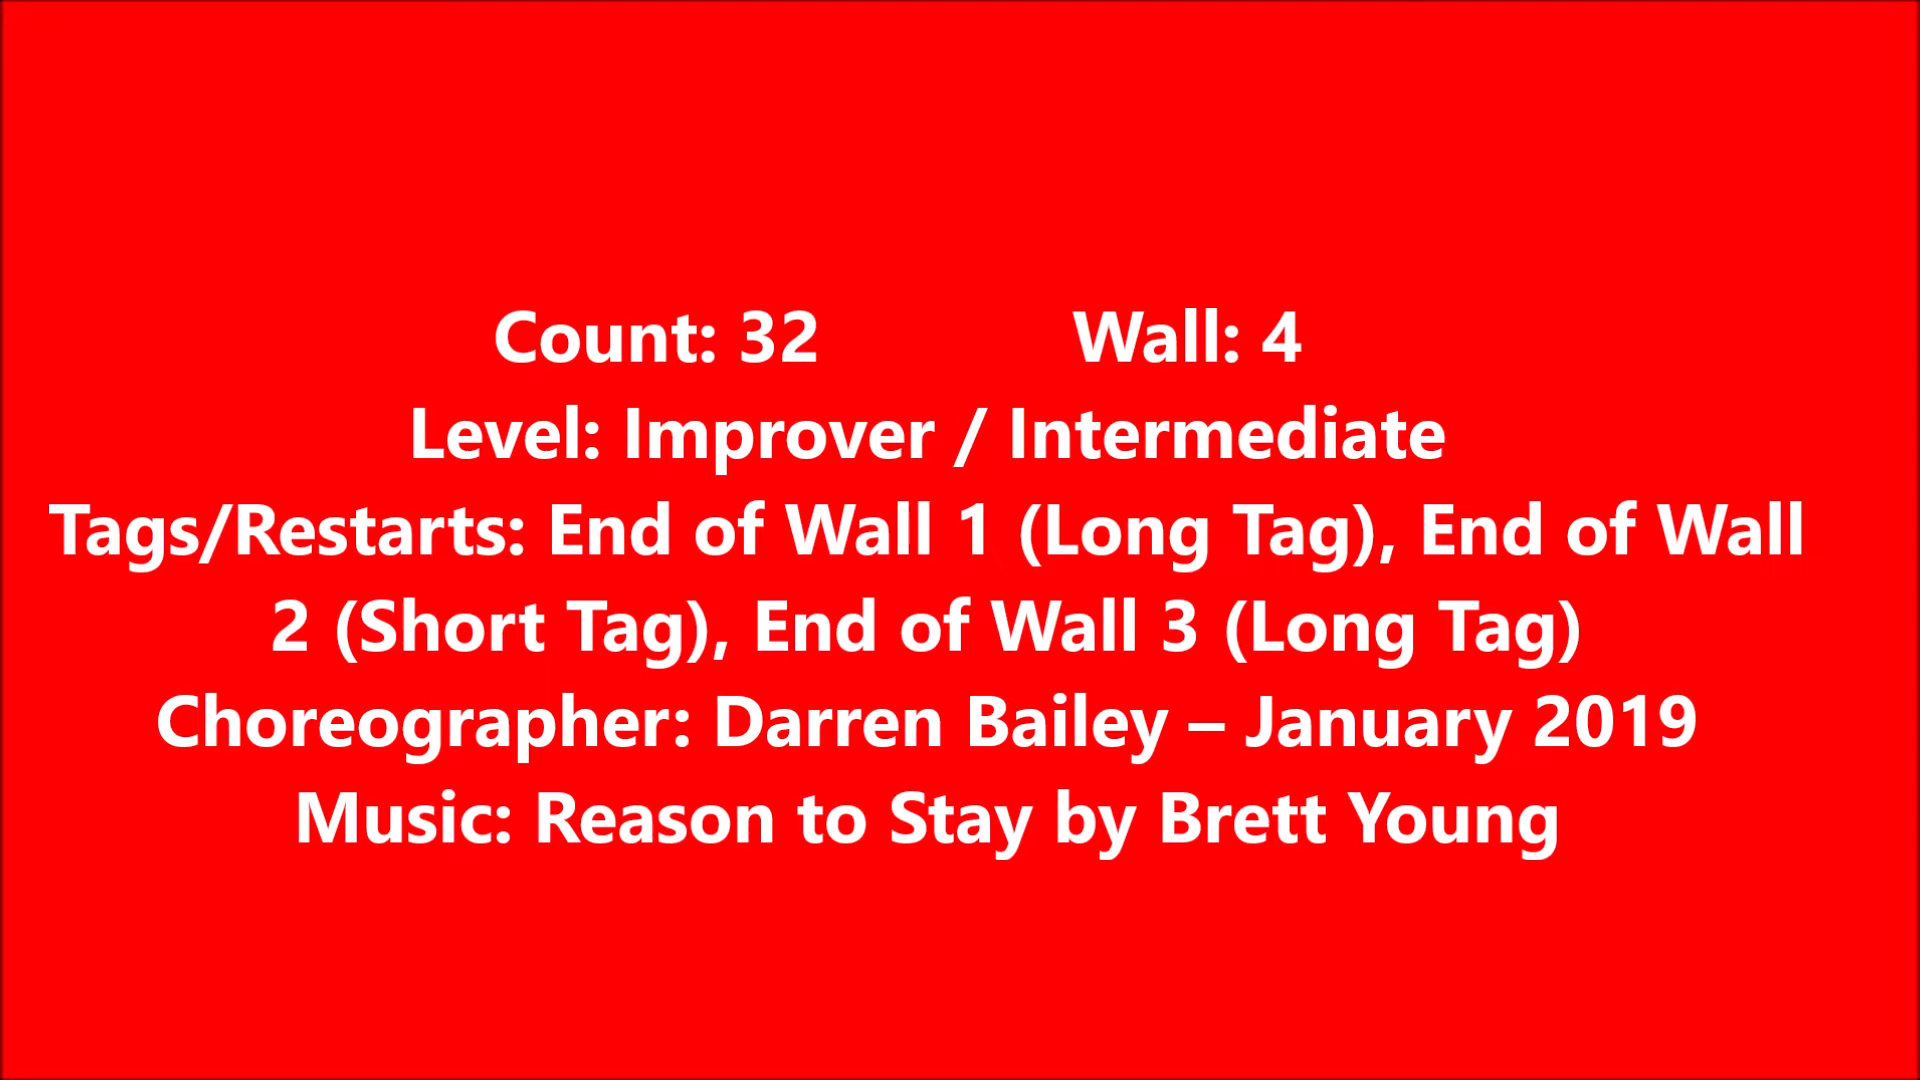 Count: 32 Wall: 4
Level: Improver / Intermediate
Tags/Restarts: End of Wall 1 (Long Tag), End of Wall
2 (Short Tag), End of Wall 3 (Long Tag)
Choreographer: Darren Bailey – January 2019
Music: Reason to Stay by Brett Young